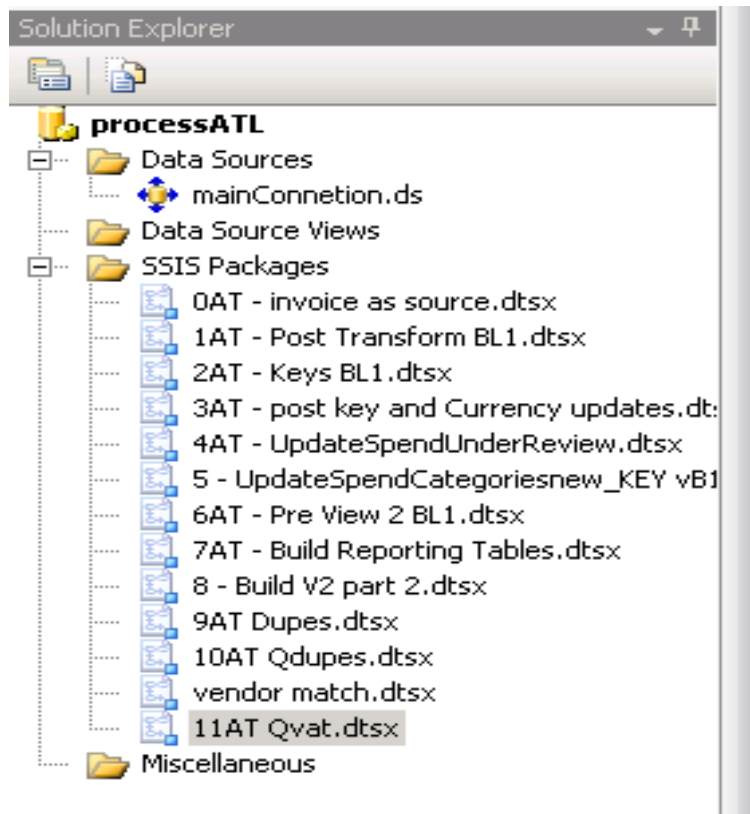 Solution Explorer
processATL
Data Sources
mainConnetion.ds
Data Source Views
SSIS Packages
0AT - invoice as source.dtsx
1AT - Post Transform BL1.dtsx
2AT - Keys BL1.dtsx
3AT - post key and Currency updates.dt
4AT - UpdateSpendUnderReview.dtsx
5 - UpdateSpendCategoriesnew_KEY vB1
6AT - Pre View 2 BL1.dtsx
7AT - Build Reporting Tables.dtsx
8 - Build V2 part 2.dtsx
9AT Dupes.dtsx
10AT Qdupes.dtsx
vendor match.dtsx
11AT Qvat.dtsx
Miscellaneous